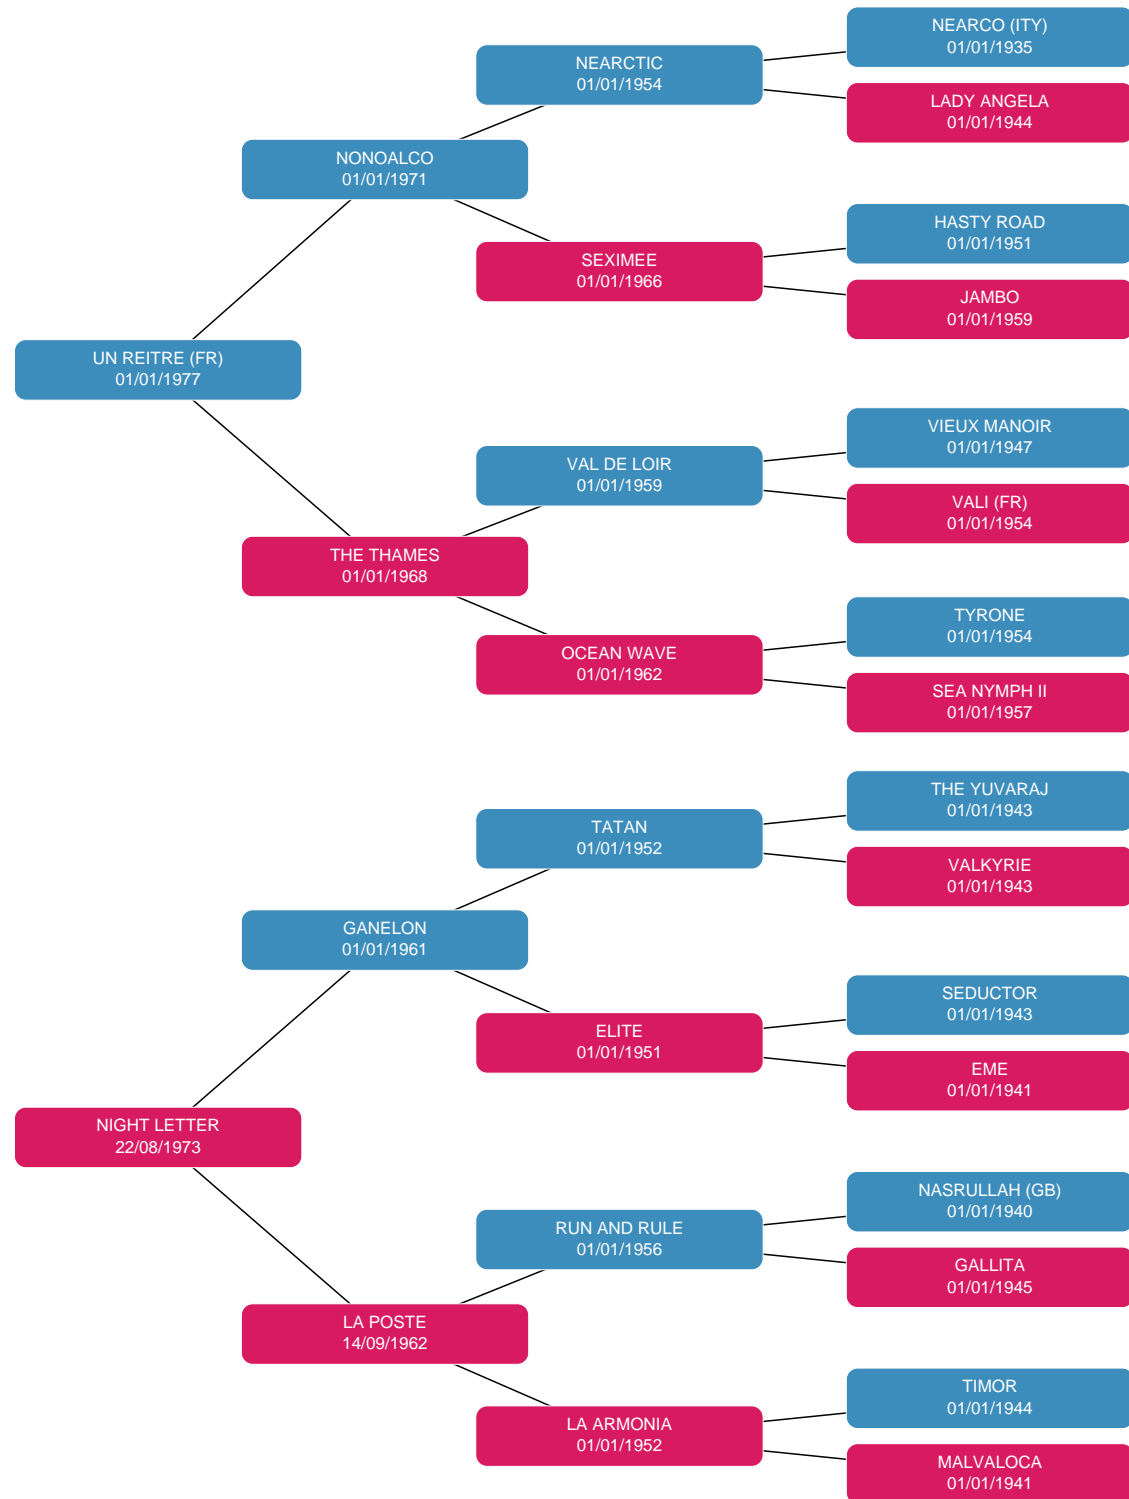 NEARCO (ITY)
01/01/1935
NEARCTIC
01/01/1954
LADY ANGELA
01/01/1944
NONOALCO
01/01/1971
HASTY ROAD
01/01/1951
SEXIMEE
01/01/1966
JAMBO
01/01/1959
UN REITRE (FR)
01/01/1977
VIEUX MANOIR
01/01/1947
VAL DE LOIR
01/01/1959
VALI (FR)
01/01/1954
THE THAMES
01/01/1968
TYRONE
01/01/1954
OCEAN WAVE
01/01/1962
SEA NYMPH II
01/01/1957
THE YUVARAJ
01/01/1943
TATAN
01/01/1952
VALKYRIE
01/01/1943
GANELON
01/01/1961
SEDUCTOR
01/01/1943
ELITE
01/01/1951
EME
01/01/1941
NIGHT LETTER
22/08/1973
NASRULLAH (GB)
01/01/1940
RUN AND RULE
01/01/1956
GALLITA
01/01/1945
LA POSTE
14/09/1962
TIMOR
01/01/1944
LA ARMONIA
01/01/1952
MALVALOCA
01/01/1941